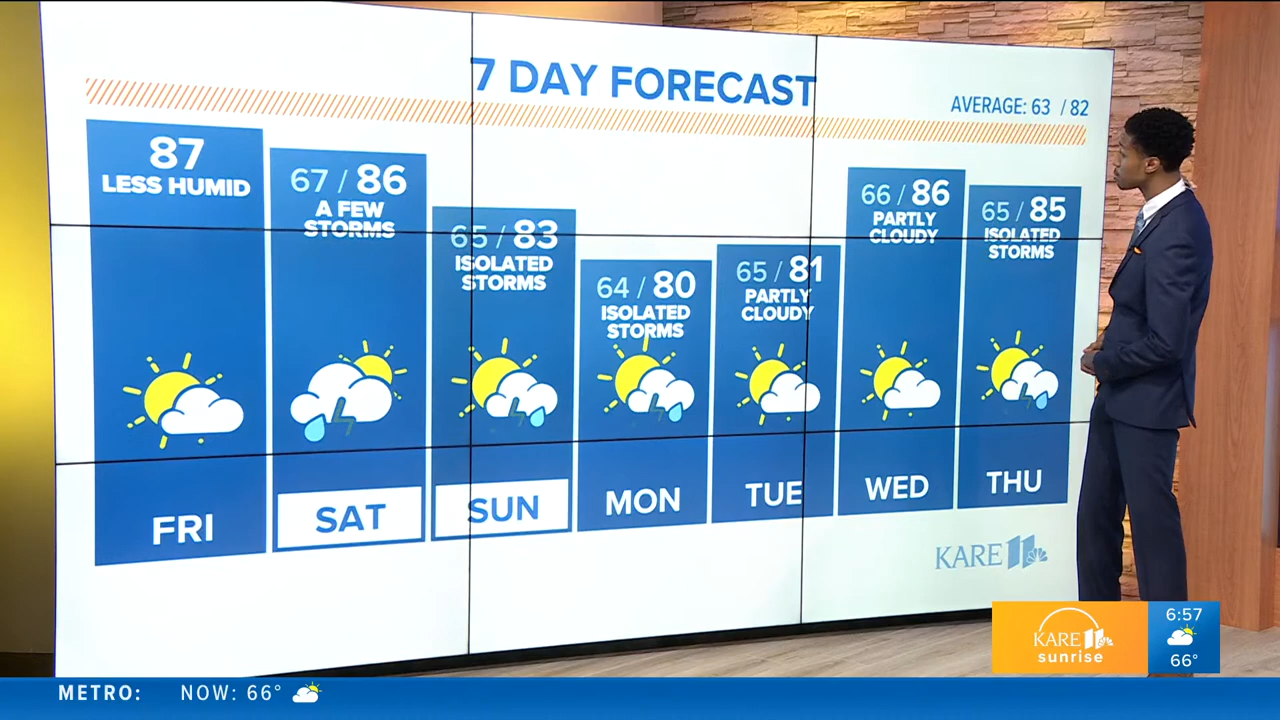 7 DAY FORECAST
AVERAGE: 63 / 82
87
LESS HUMID
FRI
67 / 86
A FEW
STORMS
SAT
65 / 83
ISOLATED
STORMS
SUN
64 / 80
ISOLATED
STORMS
MON
65 / 81
PARTLY
CLOUDY
TUE
66 / 86
PARTLY
CLOUDY
WED
65 / 85
ISOLATED
STORMS
THU
KARE 11
KARE 11
sunrise
6:57
66°
METRO: NOW: 66°